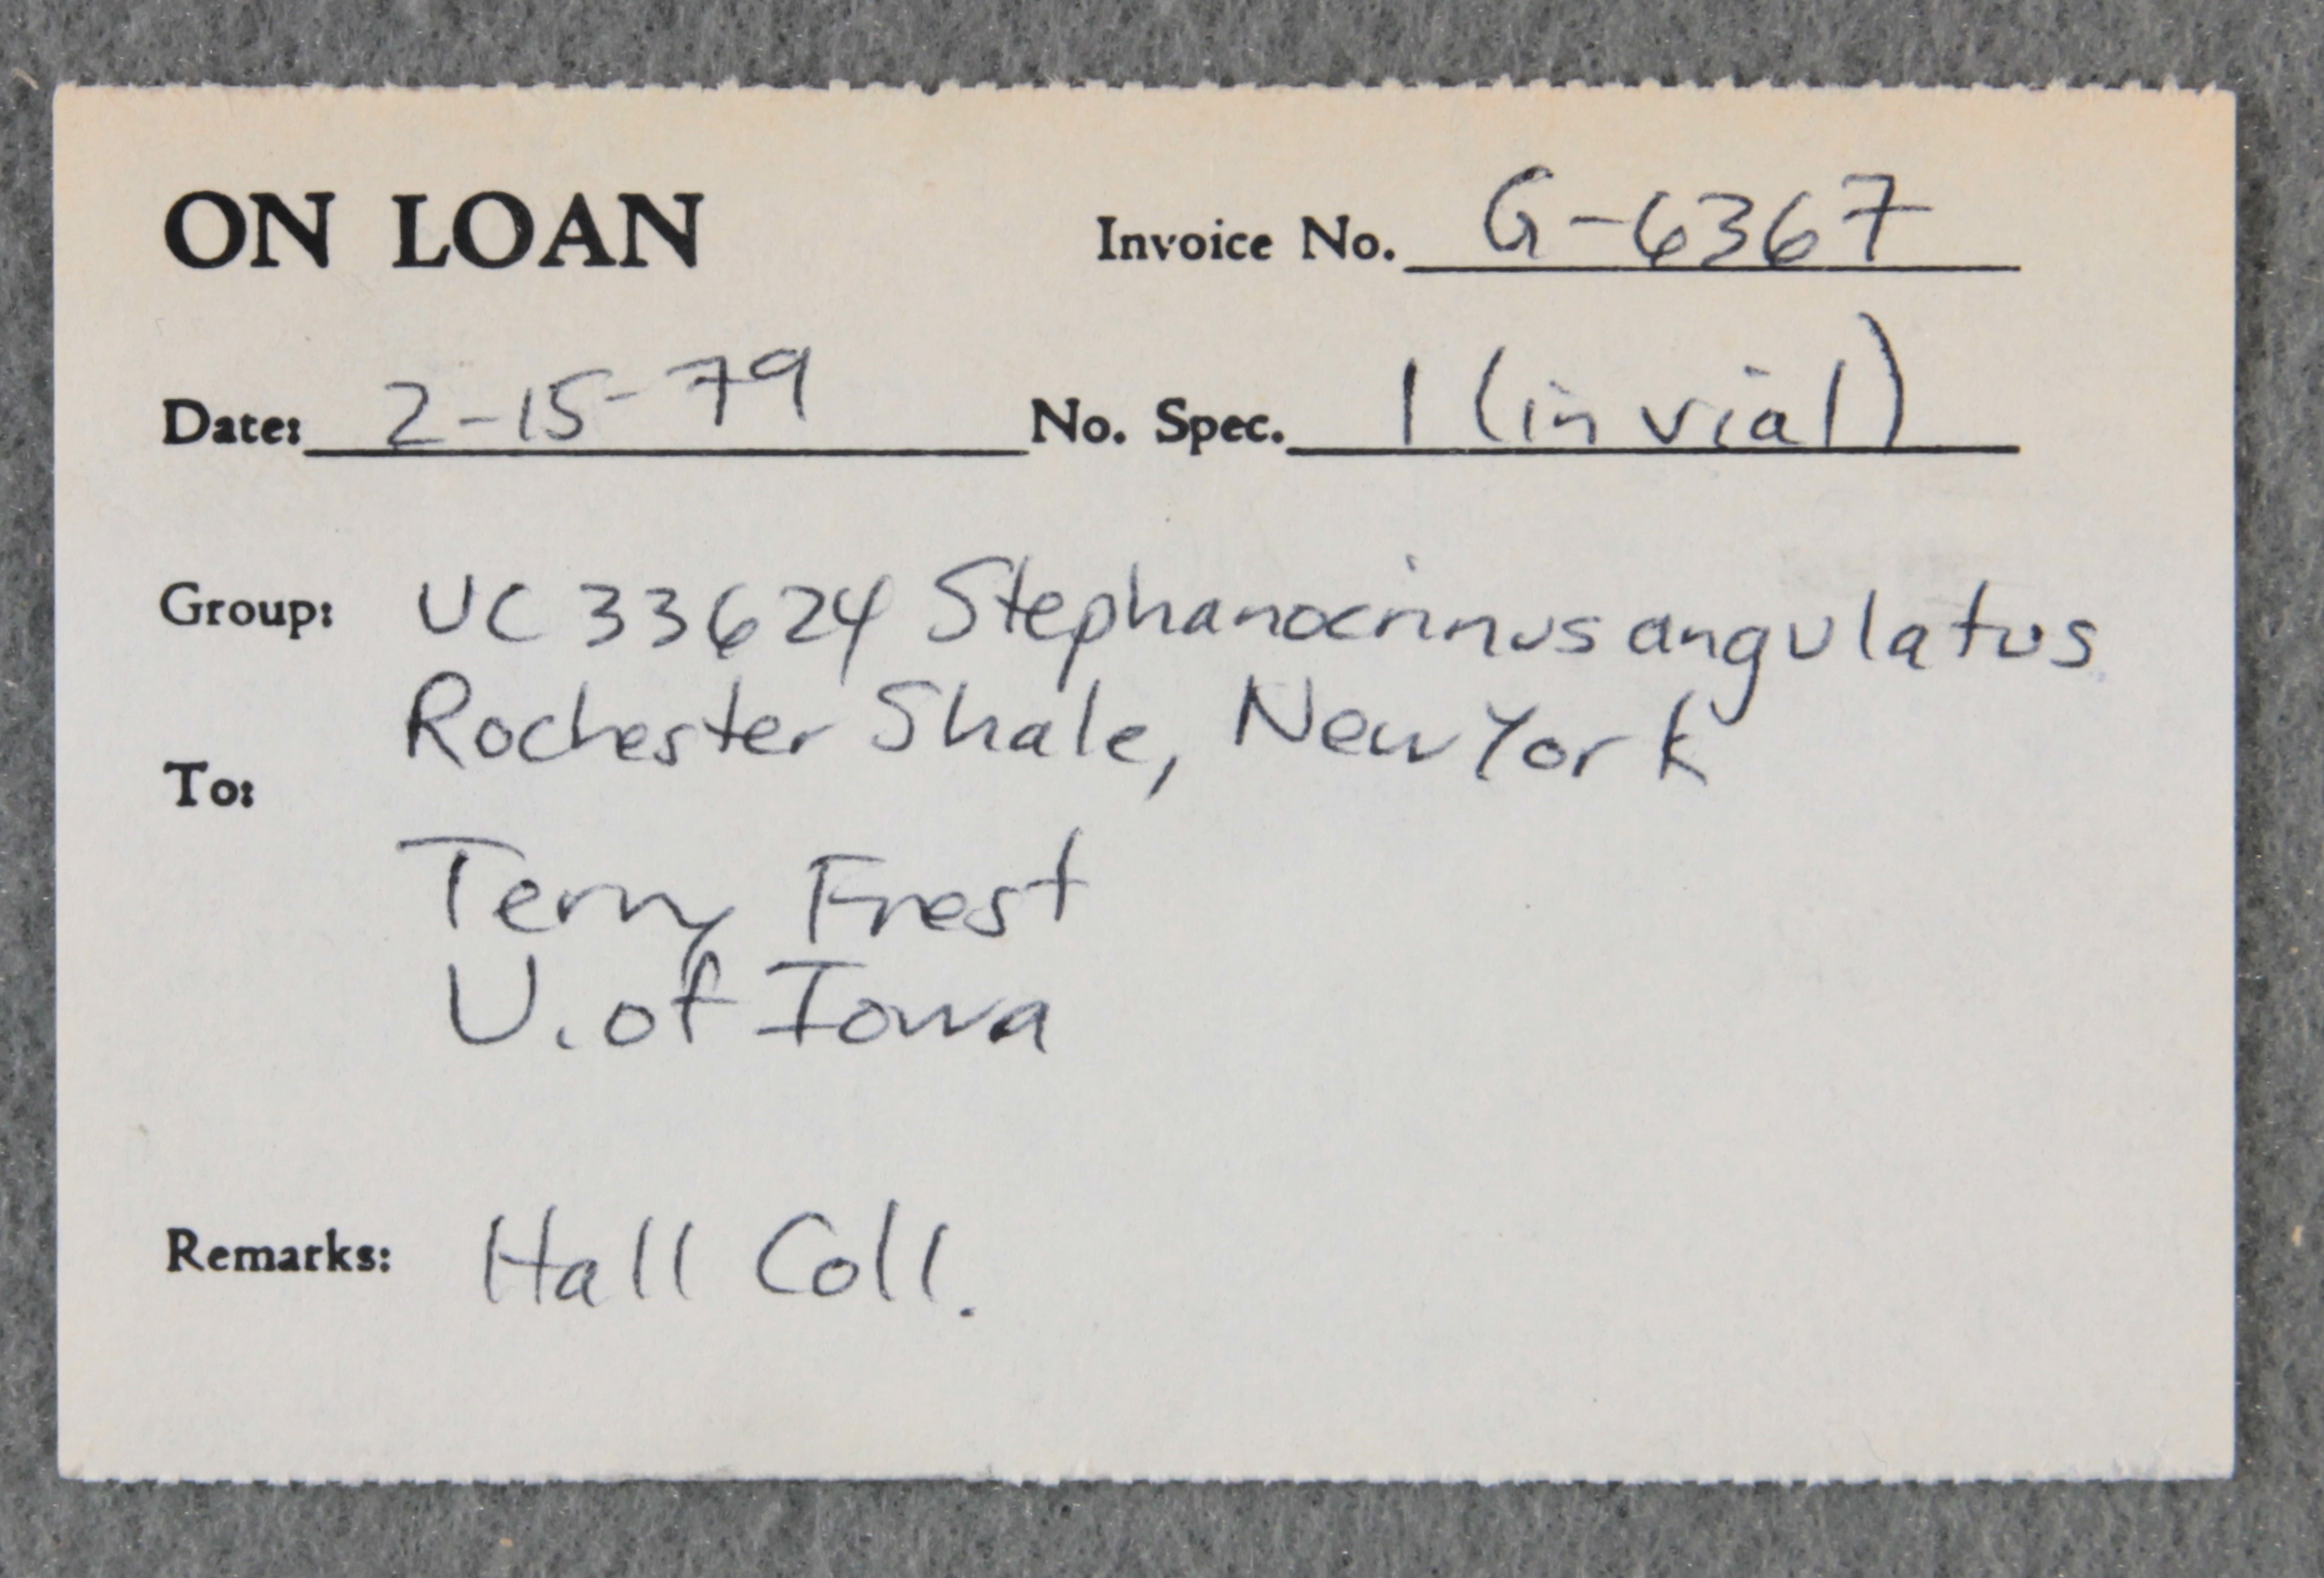 ON LOAN Invoice No. G-6367
Date: 2-15-79 No. Spec. 1 (in vial)
Group: UC 33624 Stephanocrinus angulatus
Rochester Shale, New York
To:
Terry Frest
U. of Iowa
Remarks: Hall Coll.